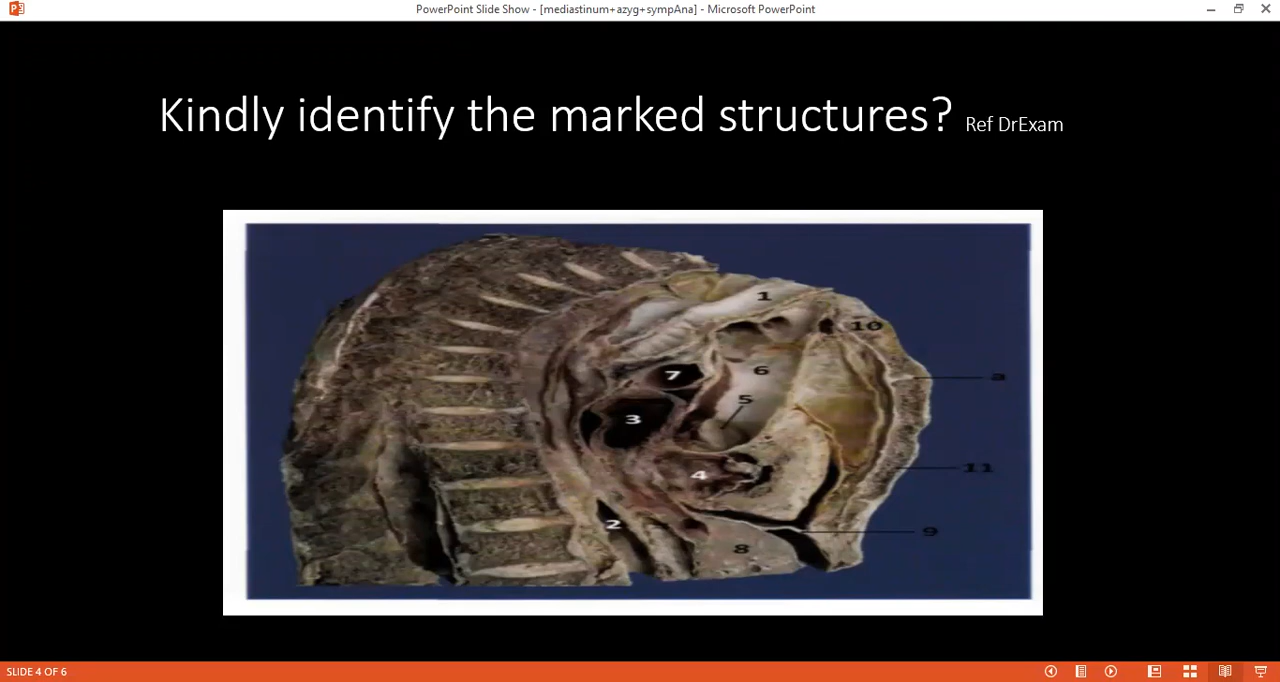 PowerPoint Slide Show - [mediastinum+azyg+sympAna] - Microsoft PowerPoint
Kindly identify the marked structures? Ref DrExam
1
10
7
6
a
5
3
11
4
2
9
8
SLIDE 4 OF 6